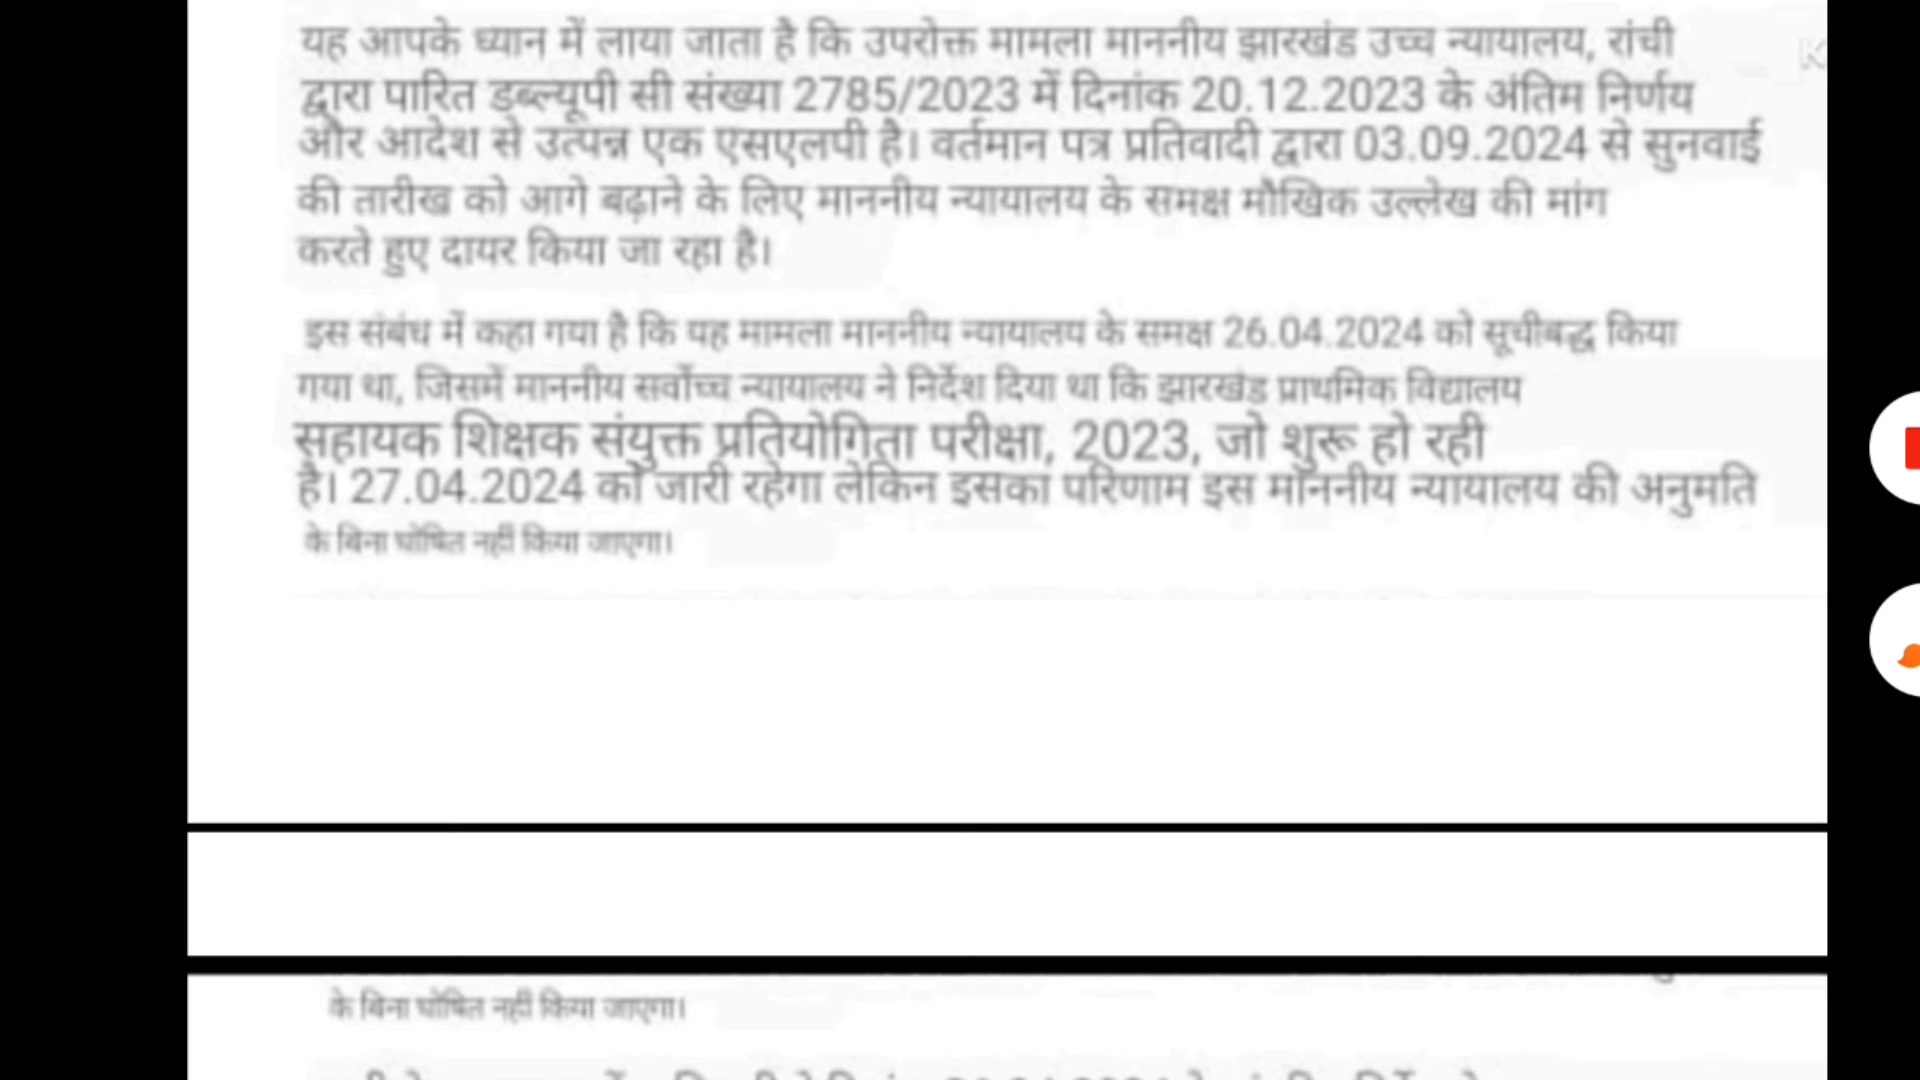 यह आपके ध्यान में लाया जाता है कि उपरोक्त मामला माननीय झारखंड उच्च न्यायालय, रांची
द्वारा पारित डब्ल्यूपी सी संख्या 2785/2023 में दिनांक 20.12.2023 के अंतिम निर्णय
और आदेश से उत्पन्न एक एसएलपी है। वर्तमान पत्र प्रतिवादी द्वारा 03.09.2024 से सुनवाई
की तारीख को आगे बढ़ाने के लिए माननीय न्यायालय के समक्ष मौखिक उल्लेख की मांग
करते हुए दायर किया जा रहा है।
इस संबंध में कहा गया है कि यह मामला माननीय न्यायालय के समक्ष 26.04.2024 को सूचीबद्ध किया
गया था, जिसमें माननीय सर्वोच्च न्यायालय ने निर्देश दिया था कि झारखंड प्राथमिक विद्यालय
सहायक शिक्षक संयुक्त प्रतियोगिता परीक्षा, 2023, जो शुरू हो रही
है। 27.04.2024 को जारी रहेगा लेकिन इसका परिणाम इस माननीय न्यायालय की अनुमति
के बिना घोषित नहीं किया जाएगा।
के बिना घोषित नहीं किया जाएगा।